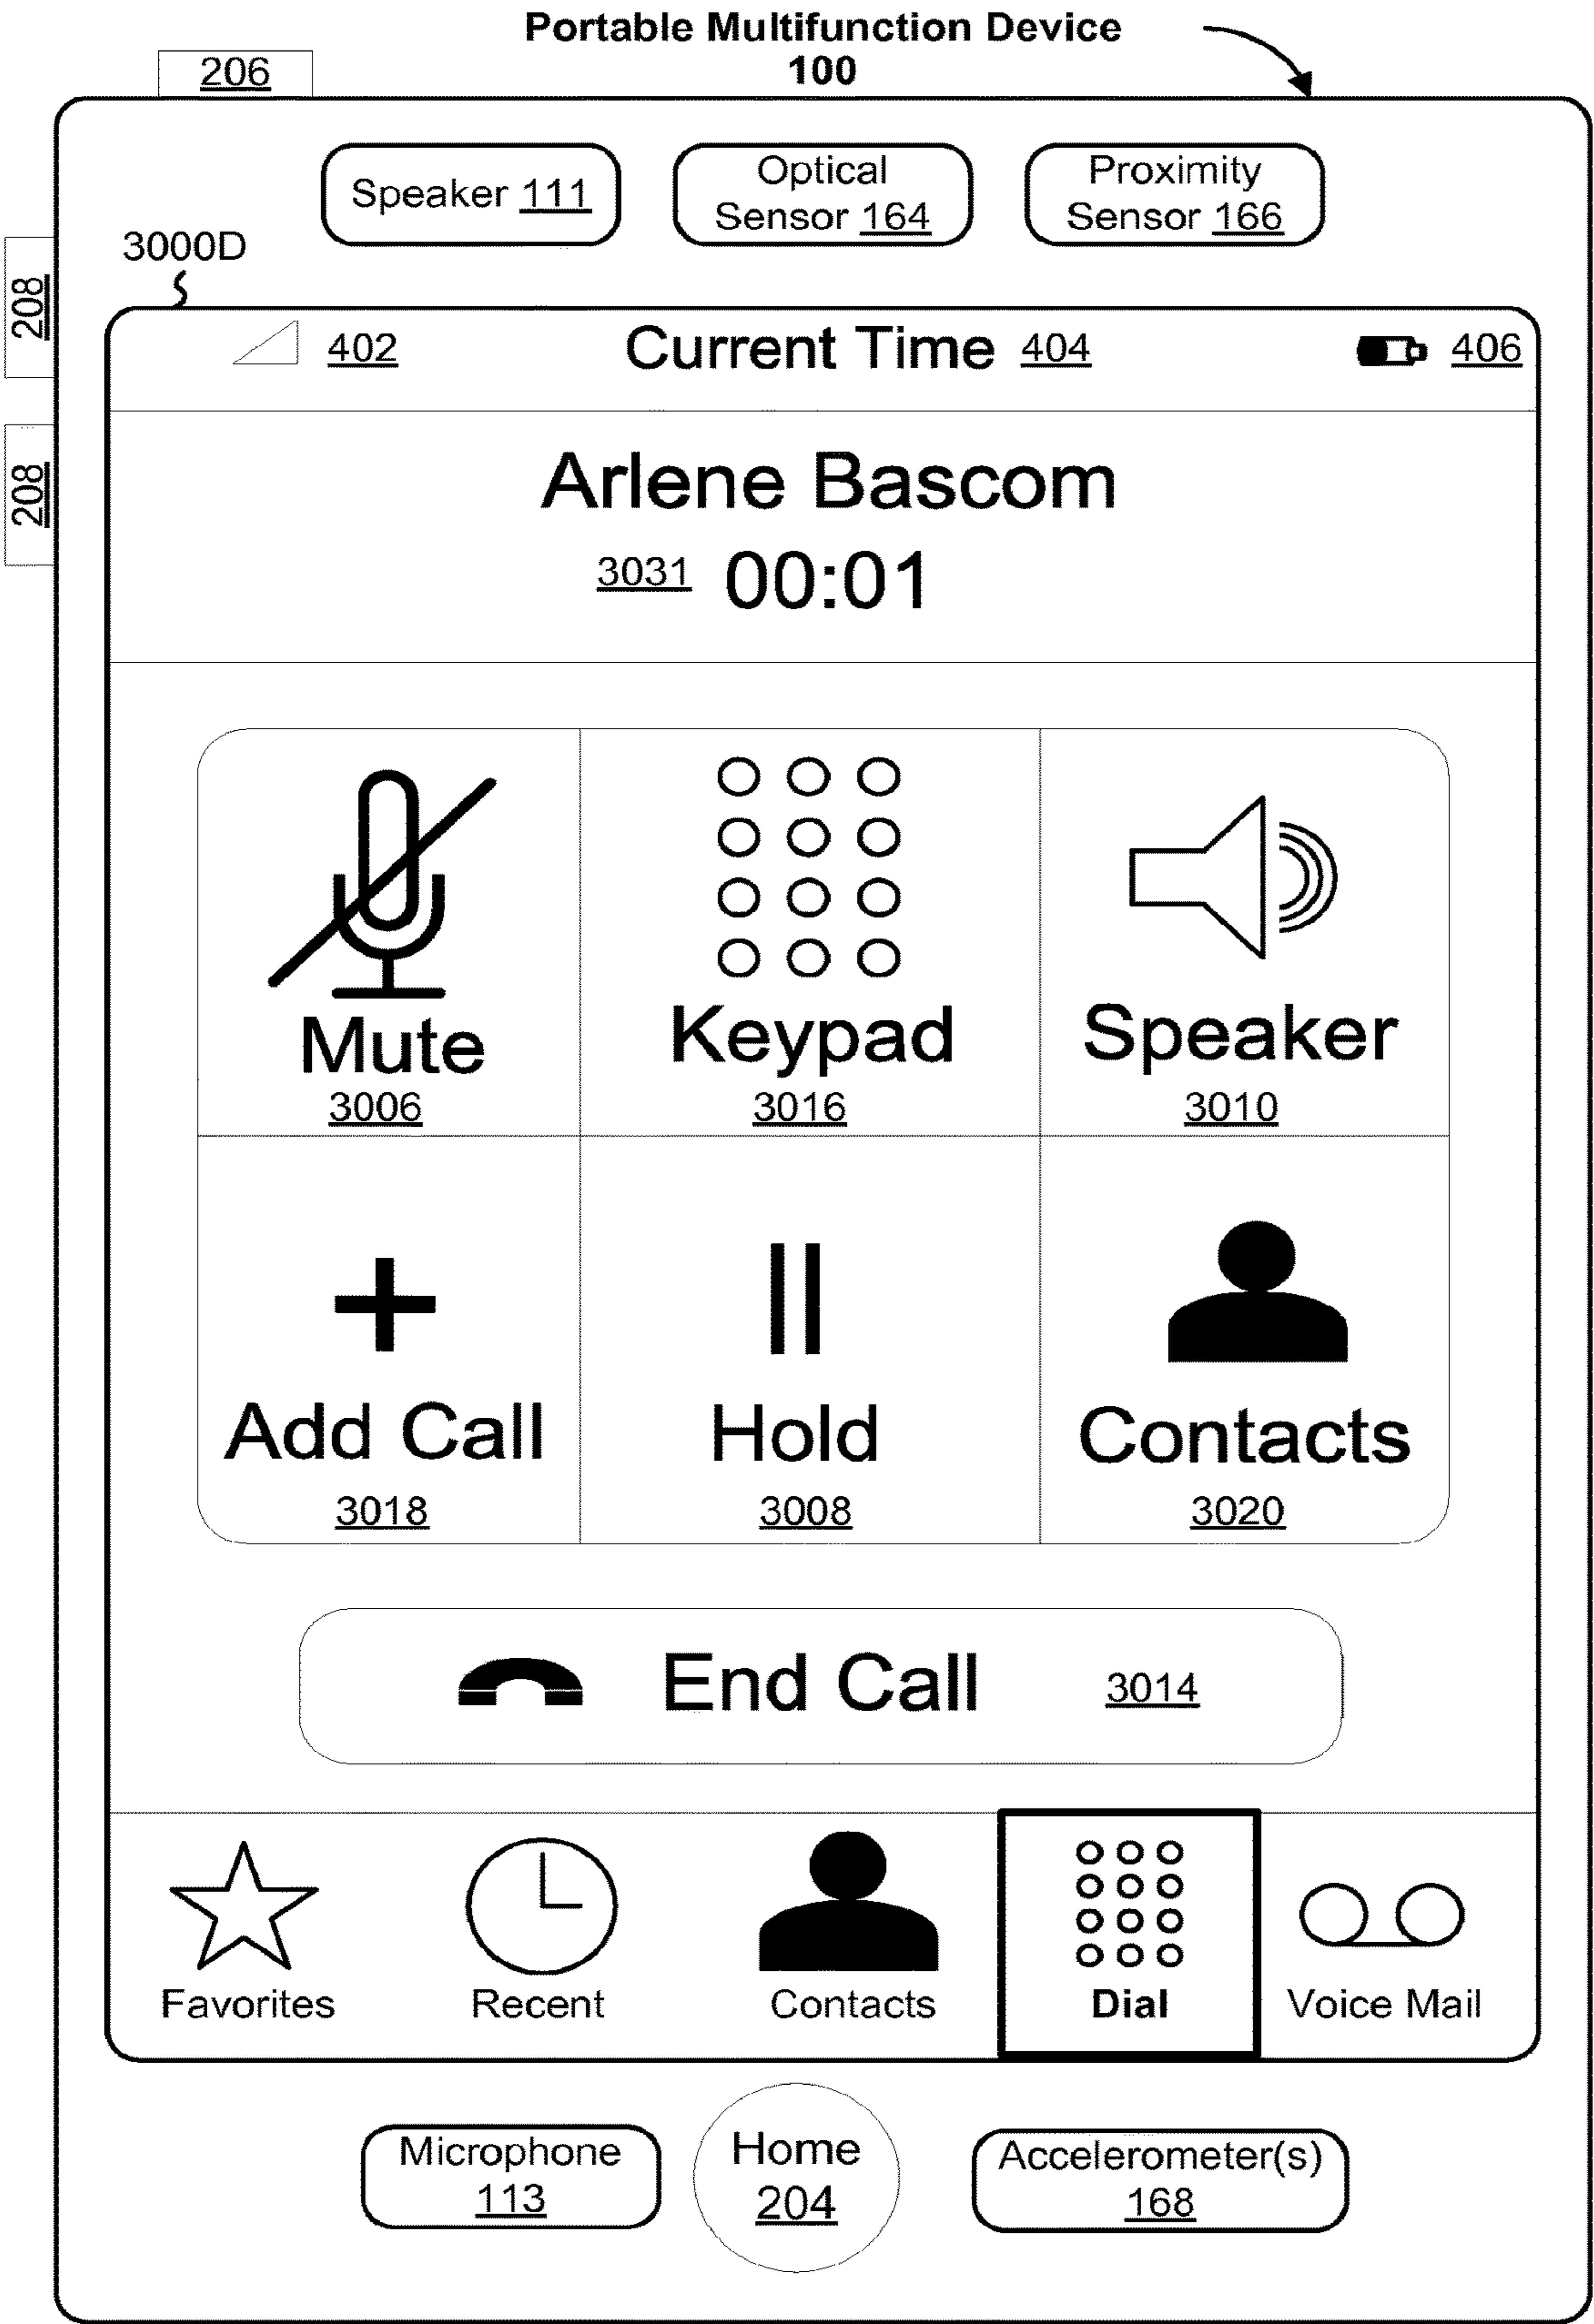 Portable Multifunction Device
100
206
Speaker 111
Optical
Sensor 164
Proximity
Sensor 166
3000D
208
208
402
Current Time 404
406
Arlene Bascom
3031 00:01
Mute
3006
Keypad
3016
Speaker
3010
Add Call
3018
Hold
3008
Contacts
3020
End Call 3014
Favorites
Recent
Contacts
Dial
Voice Mail
Microphone
113
Home
204
Accelerometer(s)
168